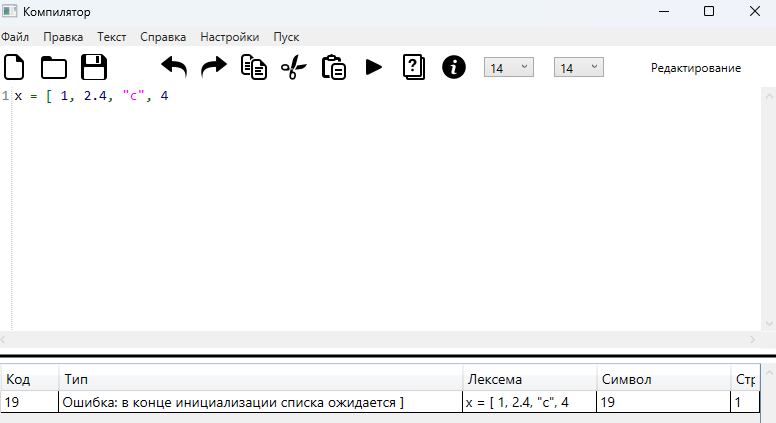 Компилятор
Файл Правка Текст Справка Настройки Пуск
14 14 Редактирование
1 x = [ 1, 2.4, "c", 4
Код Тип Лексема Символ Стр
19 Ошибка: в конце инициализации списка ожидается ] x = [ 1, 2.4, "c", 4 19 1